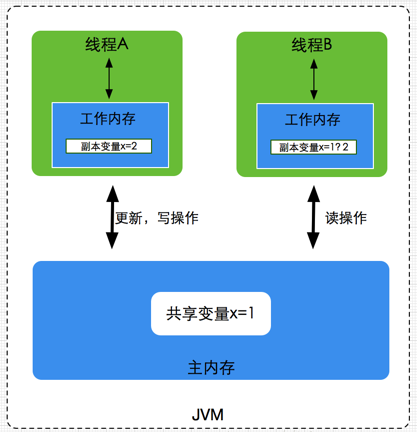 线程A
线程B
工作内存
工作内存
副本变量x=2
副本变量x=1? 2
更新，写操作
读操作
共享变量x=1
主内存
JVM